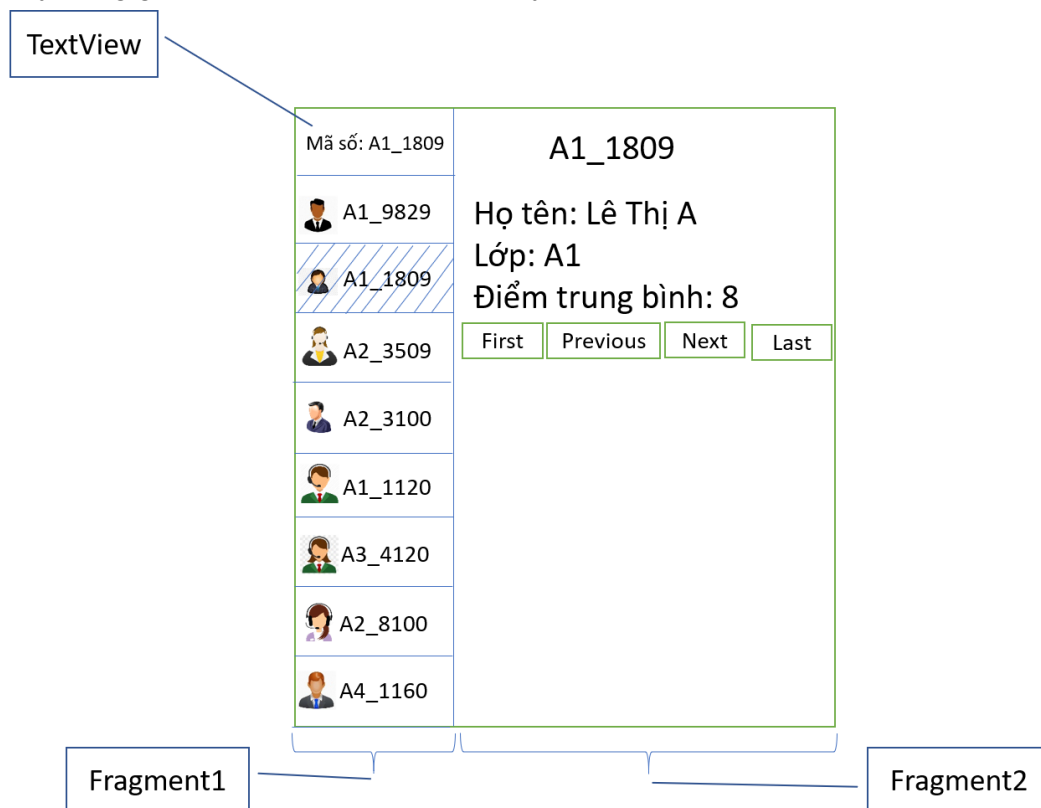 TextView
Mã số: A1_1809
A1_9829
A1_1809
A2_3509
A2_3100
A1_1120
A3_4120
A2_8100
A4_1160
A1_1809
Họ tên: Lê Thị A
Lớp: A1
Điểm trung bình: 8
First Previous Next Last
Fragment1
Fragment2